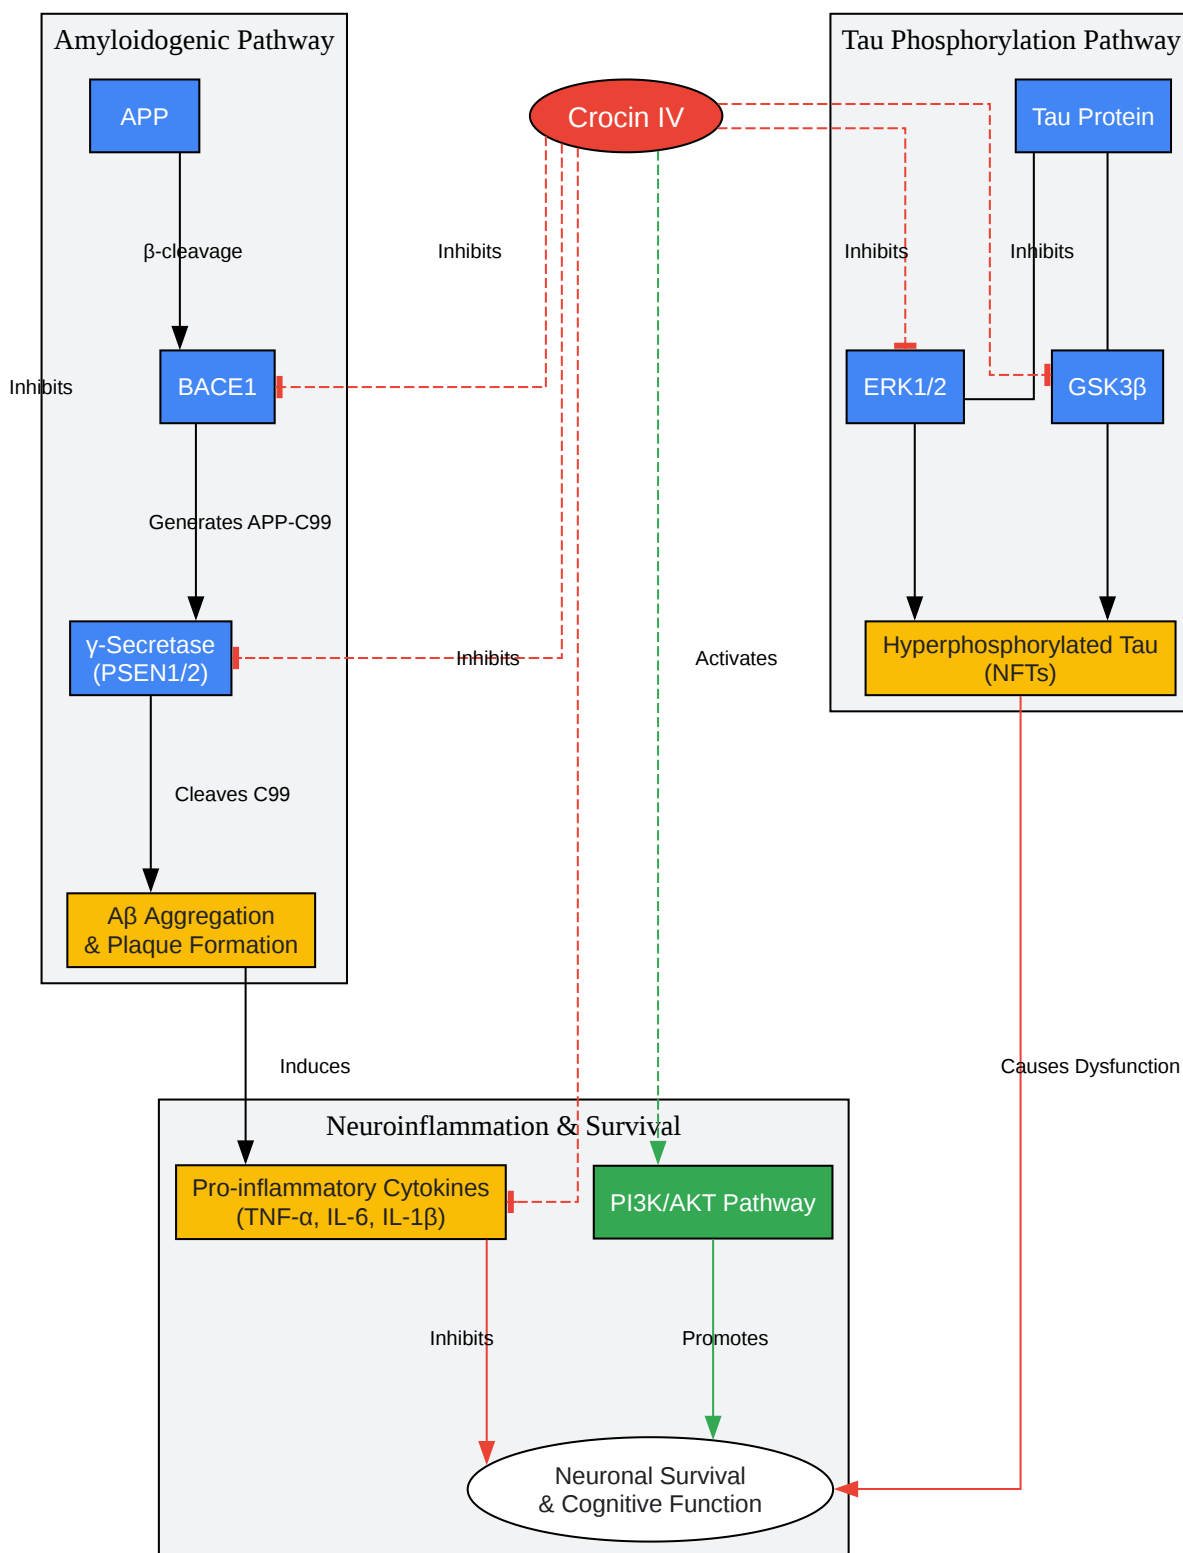 Amyloidogenic Pathway
Tau Phosphorylation Pathway
APP
Crocin IV
Tau Protein
β-cleavage
Inhibits
Inhibits
Inhibits
Inhibits
BACE1
ERK1/2
GSK3β
Generates APP-C99
γ-Secretase
(PSEN1/2)
Inhibits
Activates
Hyperphosphorylated Tau
(NFTs)
Cleaves C99
Aβ Aggregation
& Plaque Formation
Induces
Causes Dysfunction
Neuroinflammation & Survival
Pro-inflammatory Cytokines
(TNF-α, IL-6, IL-1β)
PI3K/AKT Pathway
Inhibits
Promotes
Neuronal Survival
& Cognitive Function